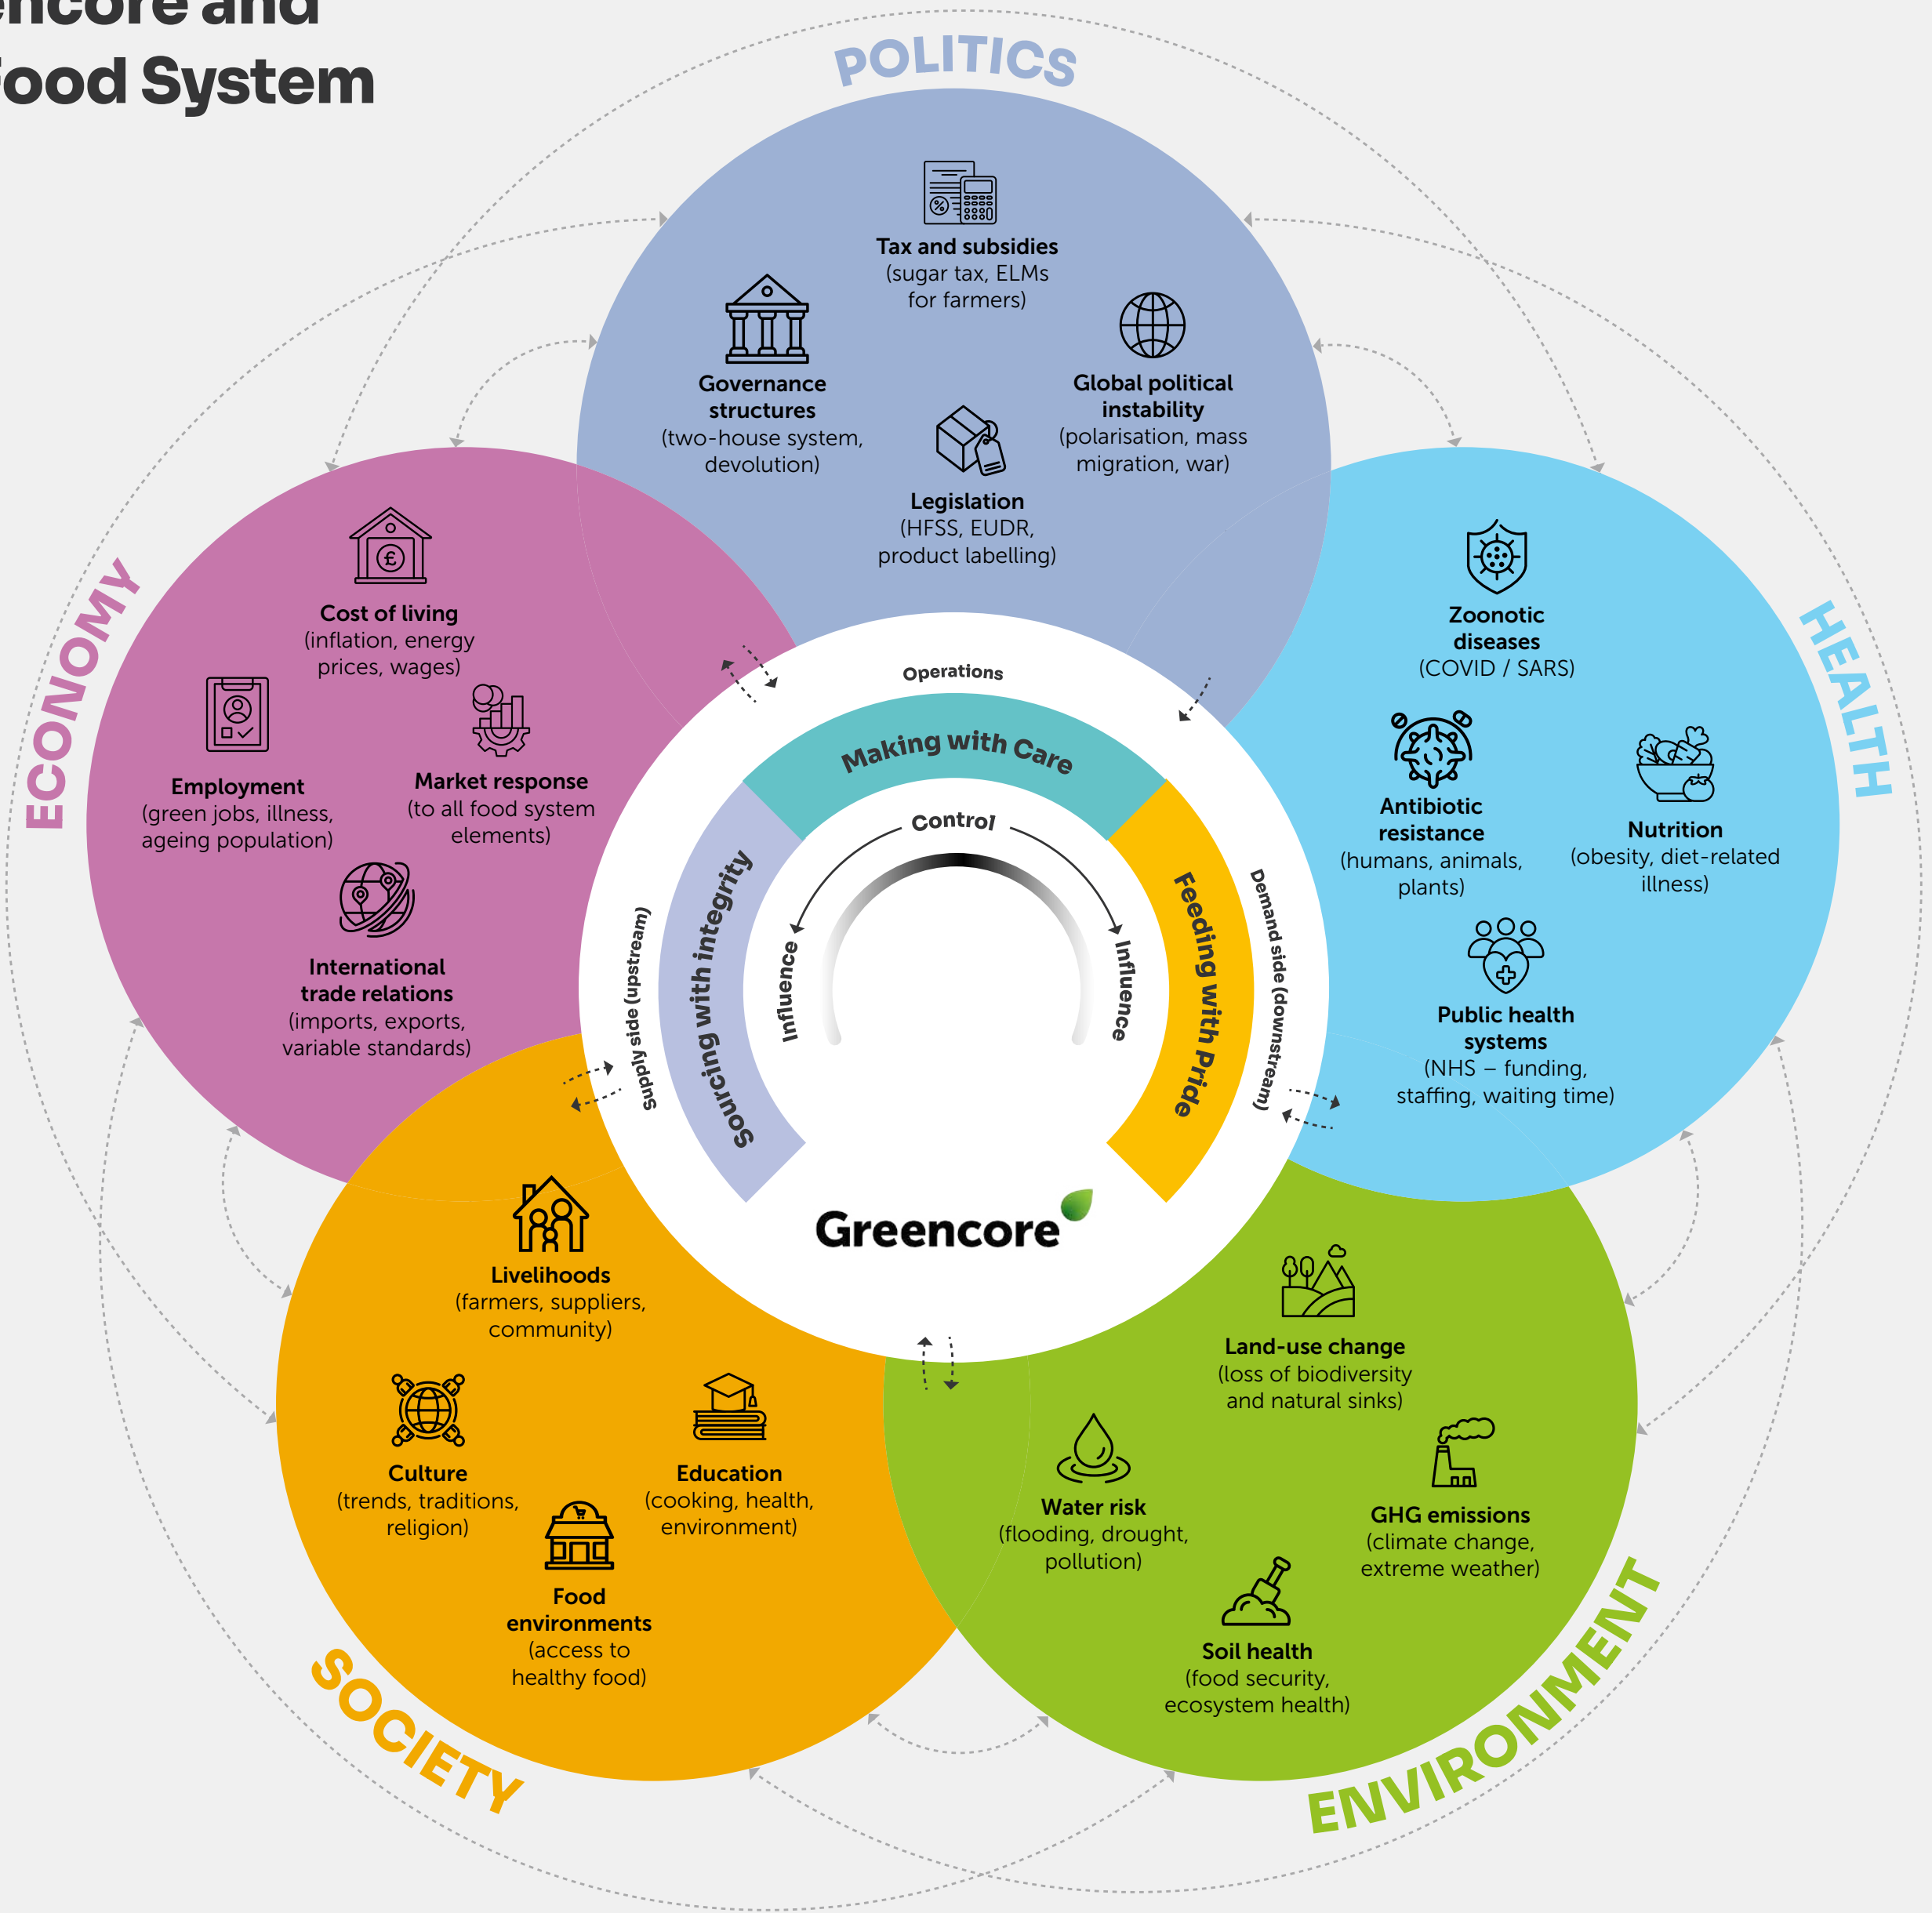 encore and
Food System
POLITICS
Tax and subsidies
(sugar tax, ELMs
for farmers)
Governance
structures
(two-house system,
devolution)
Global political
instability
(polarisation, mass
migration, war)
Legislation
(HFSS, EUDR,
product labelling)
ECONOMY
£
Cost of living
(inflation, energy
prices, wages)
Employment
(green jobs, illness,
ageing population)
Market response
(to all food system
elements)
International
trade relations
(imports, exports,
variable standards)
HEALTH
Zoonotic
diseases
(COVID / SARS)
Antibiotic
resistance
(humans, animals,
plants)
Nutrition
(obesity, diet-related
illness)
Public health
systems
(NHS – funding,
staffing, waiting time)
Operations
Making with Care
Control
Influence
Influence
Supply side (upstream)
Sourcing with integrity
Feeding with Pride
Demand side (downstream)
Greencore
SOCIETY
Livelihoods
(farmers, suppliers,
community)
Culture
(trends, traditions,
religion)
Education
(cooking, health,
environment)
Food
environments
(access to
healthy food)
ENVIRONMENT
Land-use change
(loss of biodiversity
and natural sinks)
Water risk
(flooding, drought,
pollution)
GHG emissions
(climate change,
extreme weather)
Soil health
(food security,
ecosystem health)